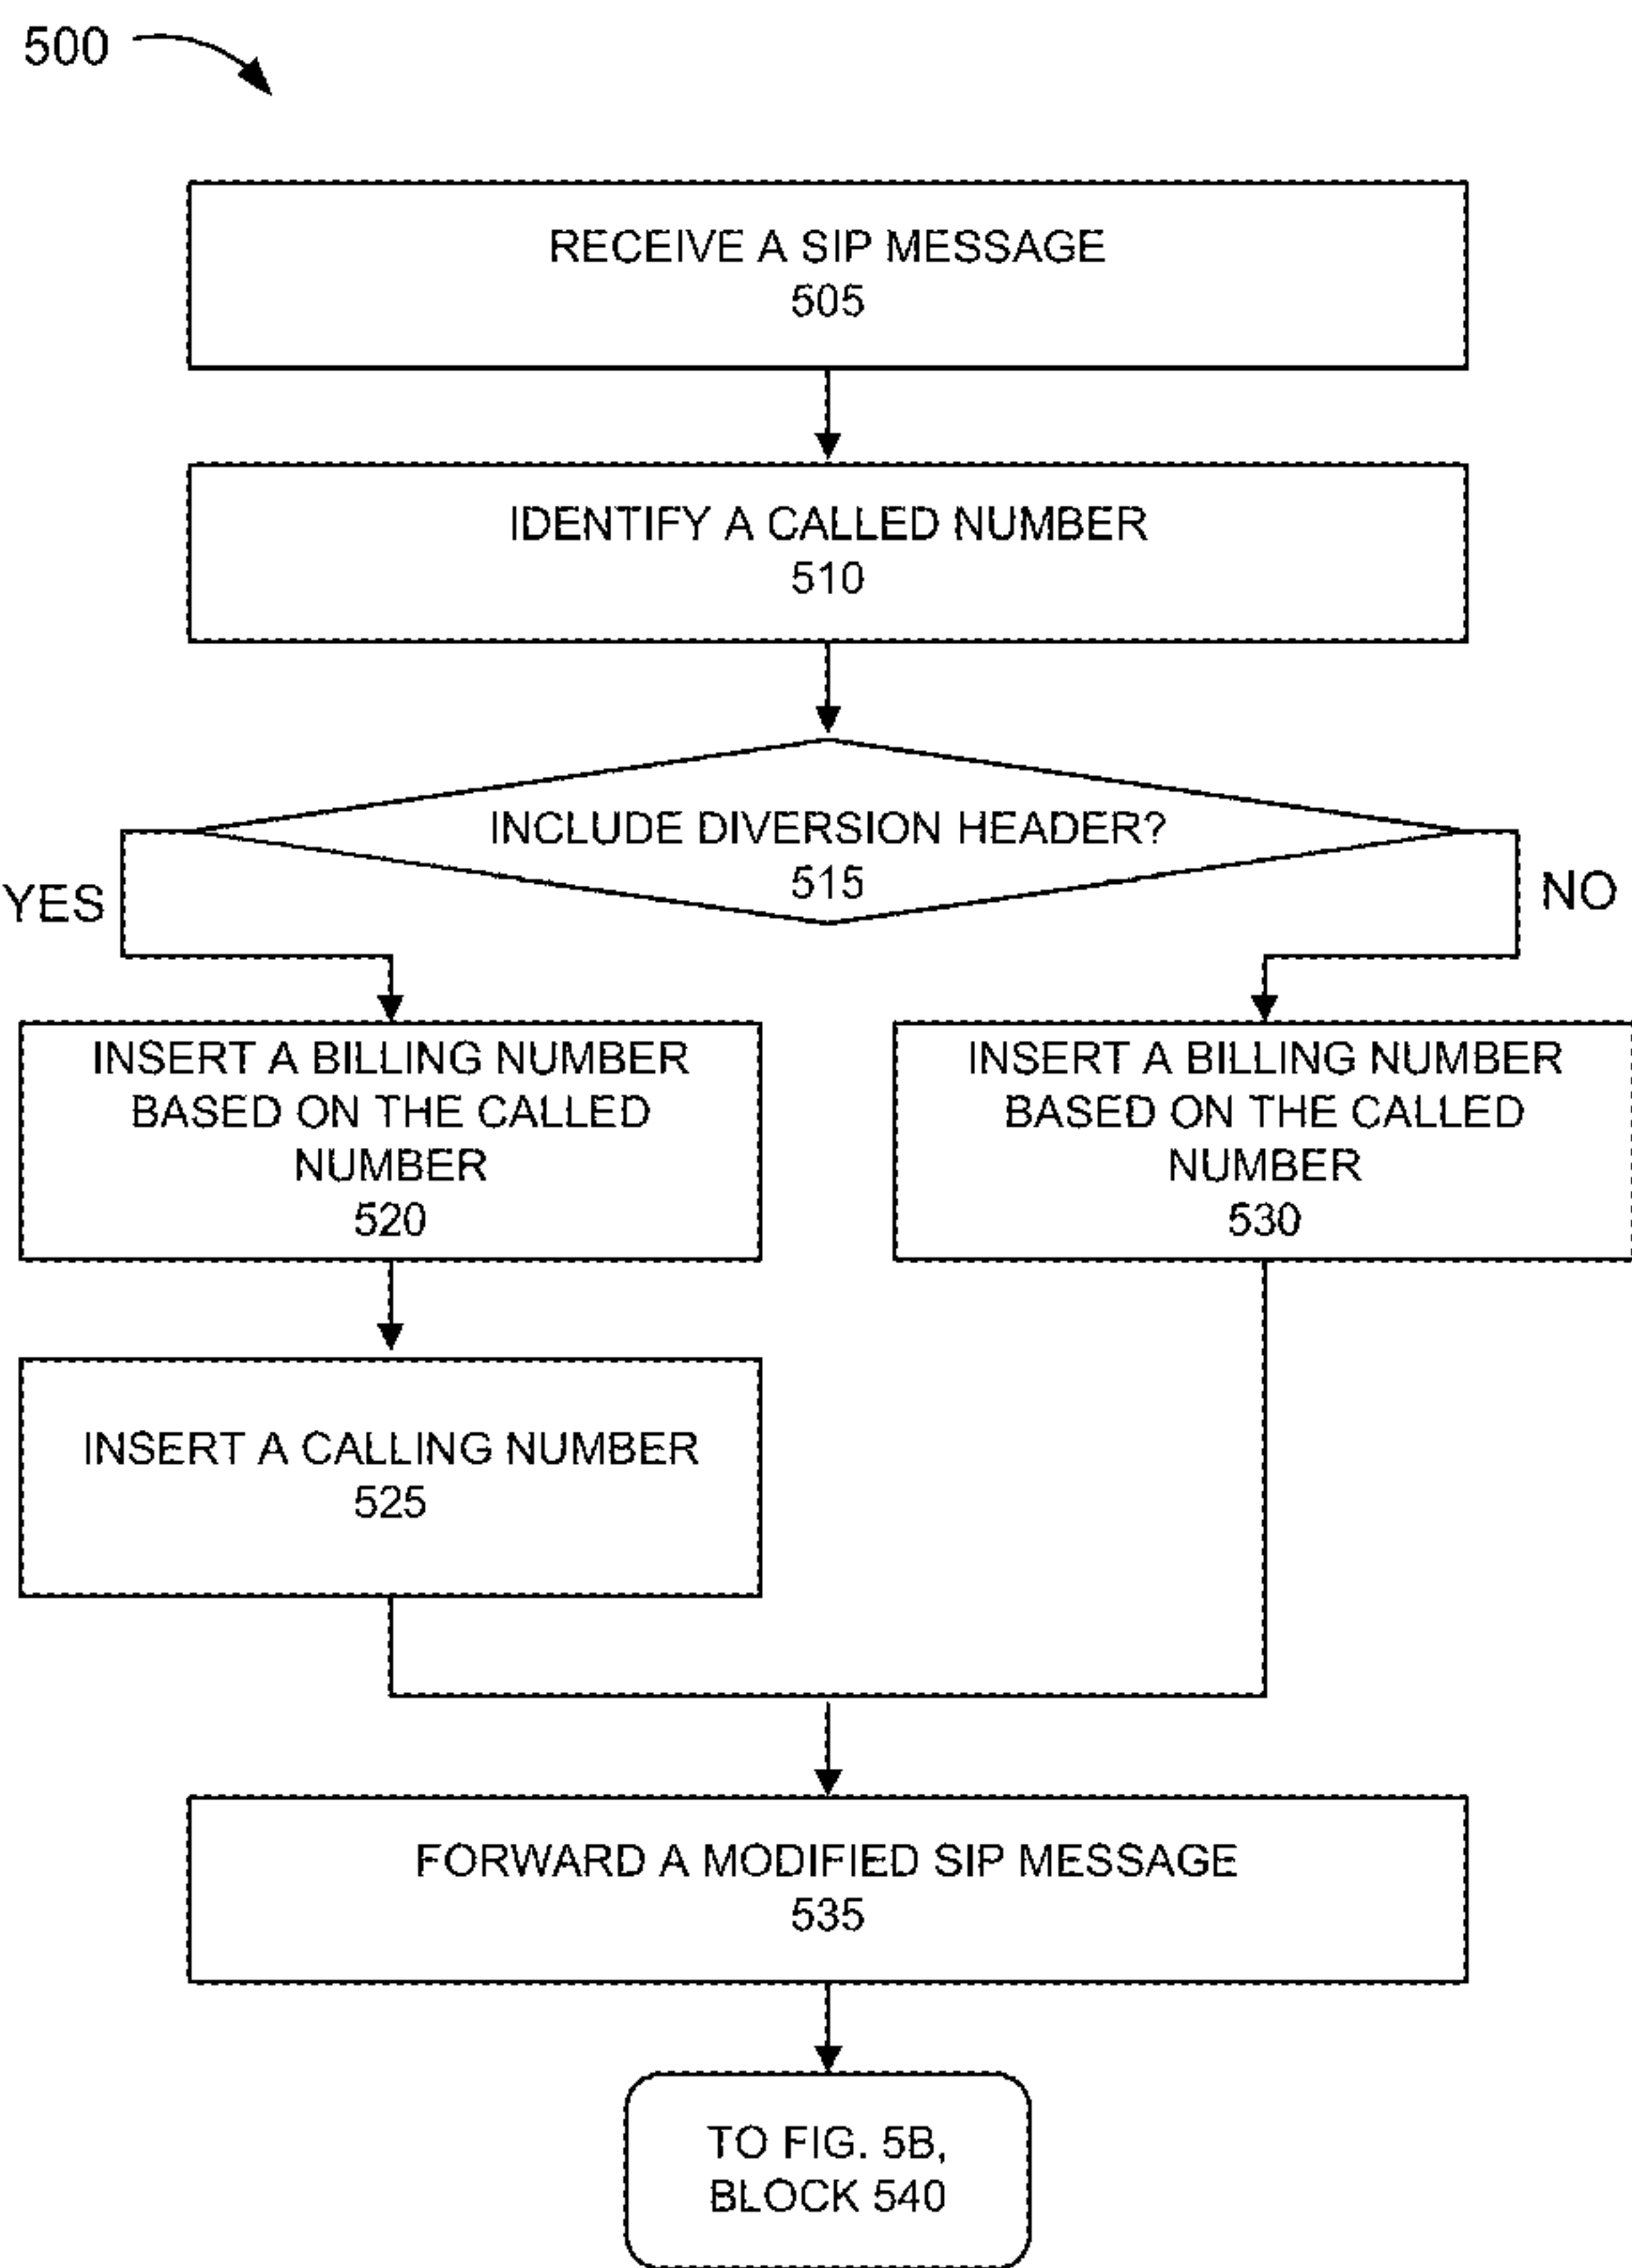 500
RECEIVE A SIP MESSAGE
505
IDENTIFY A CALLED NUMBER
510
INCLUDE DIVERSION HEADER?
515
YES
NO
INSERT A BILLING NUMBER
BASED ON THE CALLED
NUMBER
520
INSERT A BILLING NUMBER
BASED ON THE CALLED
NUMBER
530
INSERT A CALLING NUMBER
525
FORWARD A MODIFIED SIP MESSAGE
535
TO FIG. 5B,
BLOCK 540